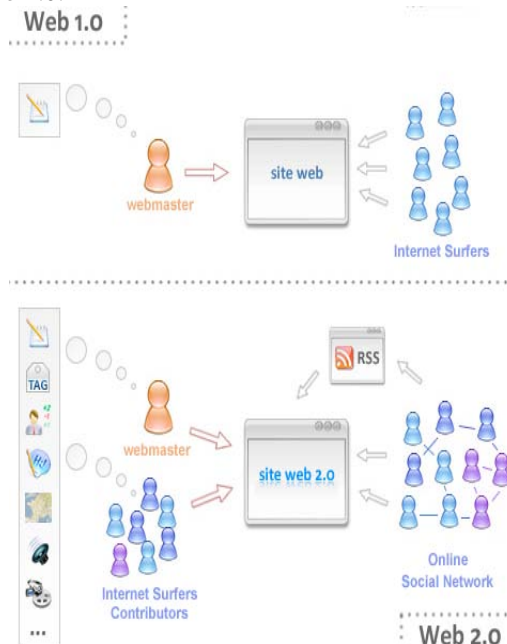 Web 1.0
site web
webmaster
Internet Surfers
RSS
TAG
webmaster
site web 2.0
Internet Surfers
Contributors
Online
Social Network
...
Web 2.0